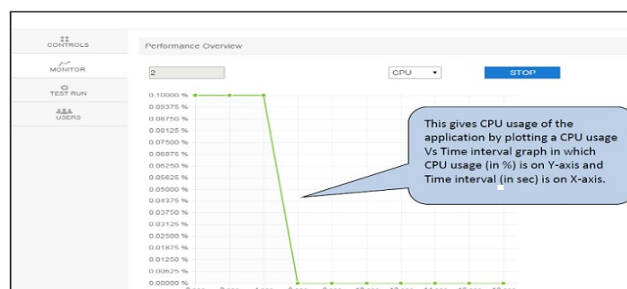 CONTROLS
MONITOR
TEST RUN
USERS
Performance Overview
2
CPU
STOP
0.10000 %
0.09375 %
0.08750 %
0.08125 %
0.07500 %
0.06875 %
0.06250 %
0.05625 %
0.05000 %
0.04375 %
0.03750 %
0.03125 %
0.02500 %
0.01875 %
0.01250 %
0.00625 %
0.00000 %
This gives CPU usage of the
application by plotting a CPU usage
Vs Time interval graph in which
CPU usage (in %) is on Y-axis and
Time interval (in sec) is on X-axis.